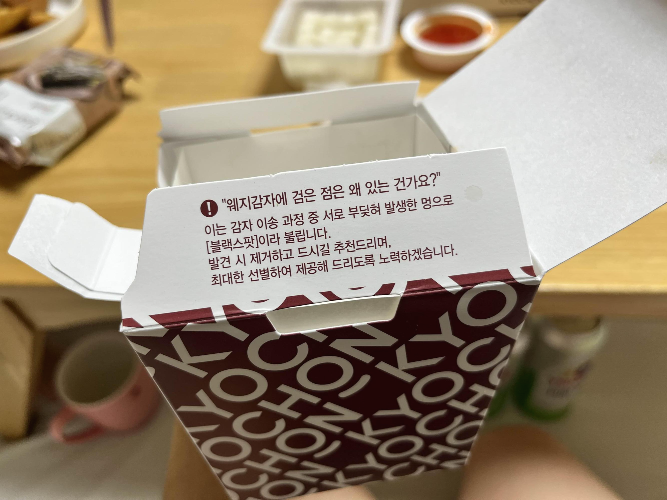 ! "웨지감자에 검은 점은 왜 있는 건가요?"
이는 감자 이송 과정 중 서로 부딪혀 발생한 멍으로
[블랙스팟]이라 불립니다.
발견 시 제거하고 드시길 추천드리며,
최대한 선별하여 제공해 드리도록 노력하겠습니다.
KYOCHON
KYOCHON
KYOCHON
KYOCHON